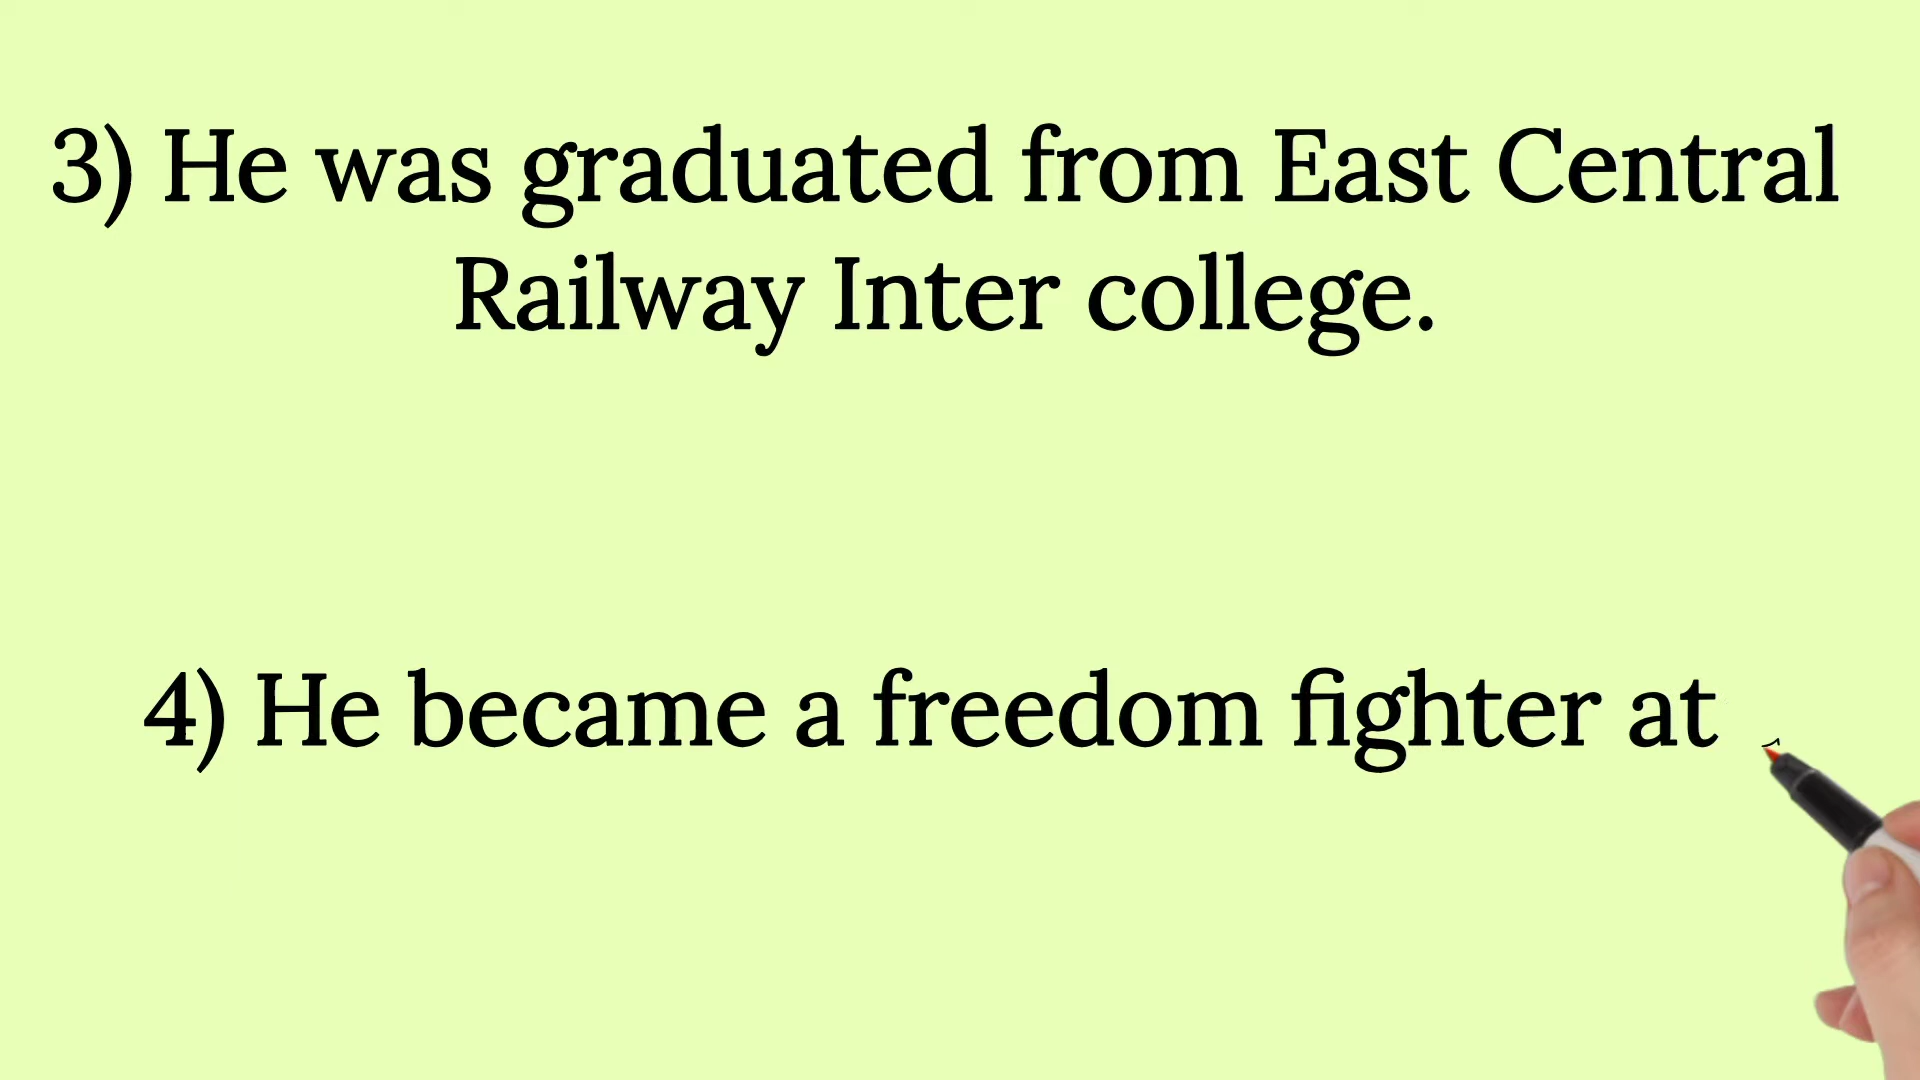 3) He was graduated from East Central
Railway Inter college.
4) He became a freedom fighter at